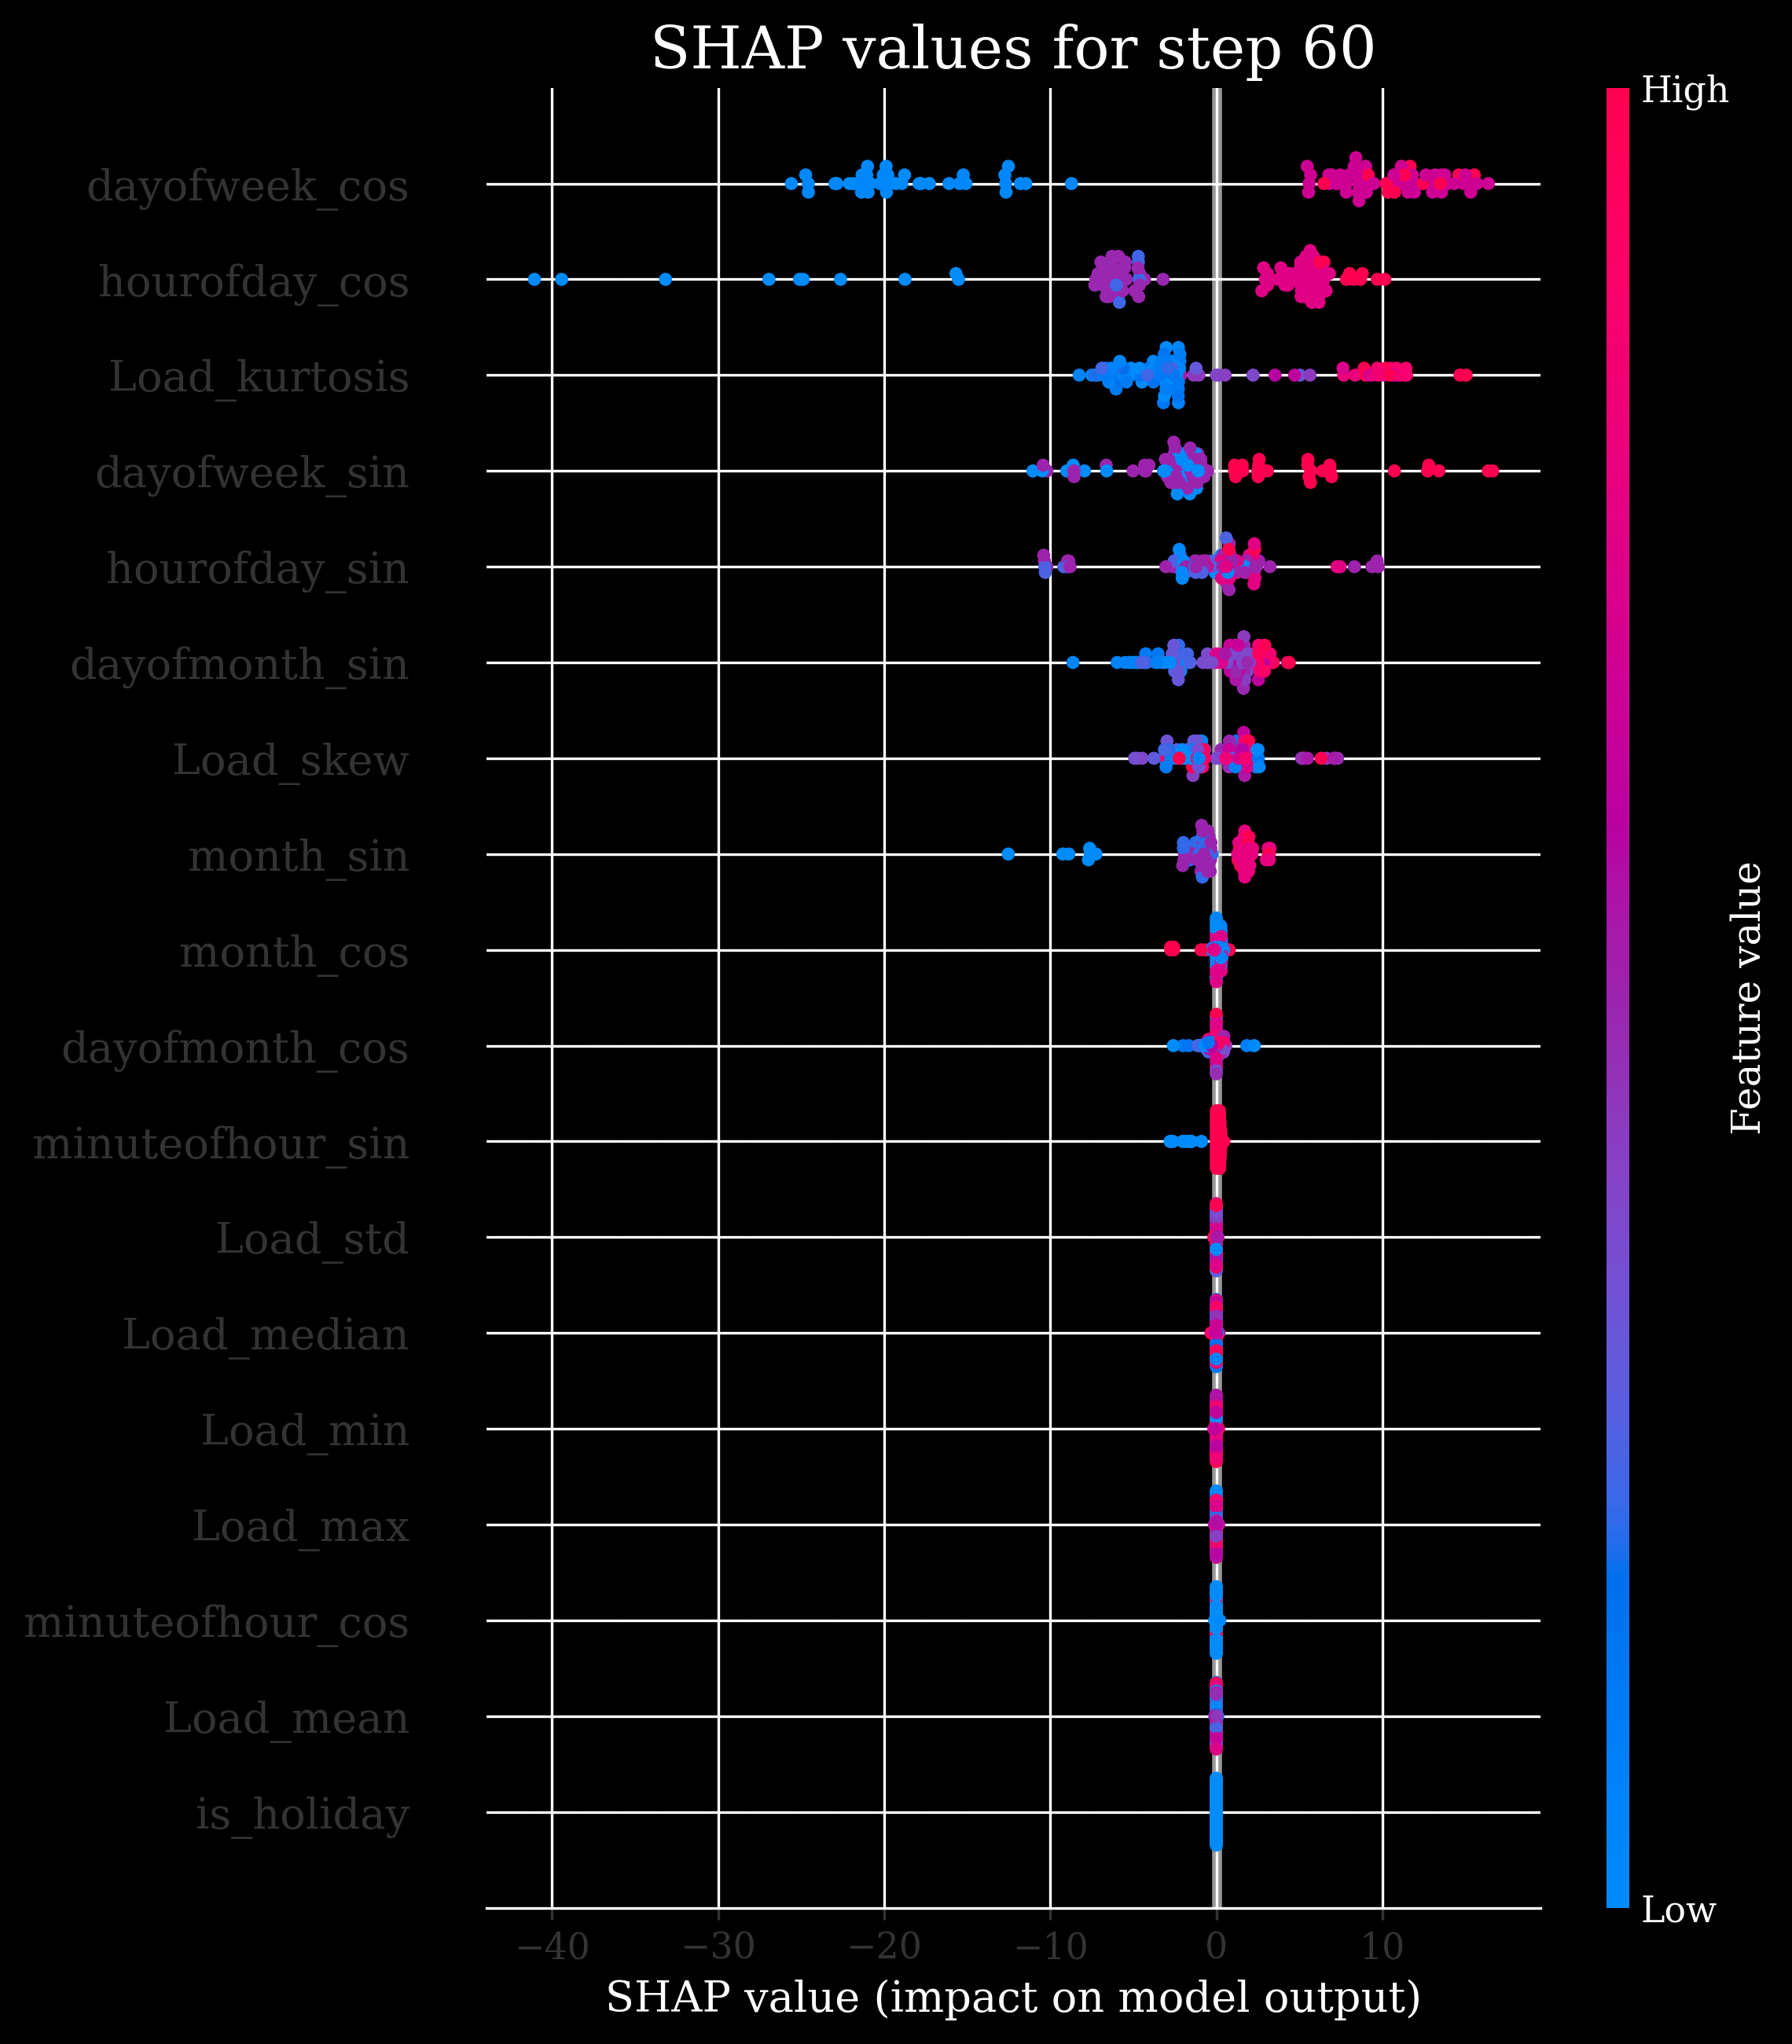 SHAP values for step 60
High
dayofweek_cos
hourofday_cos
Load_kurtosis
dayofweek_sin
hourofday_sin
dayofmonth_sin
Load_skew
month_sin
month_cos
dayofmonth_cos
minuteofhour_sin
Load_std
Load_median
Load_min
Load_max
minuteofhour_cos
Load_mean
is_holiday
Feature value
Low
−40 −30 −20 −10 0 10
SHAP value (impact on model output)